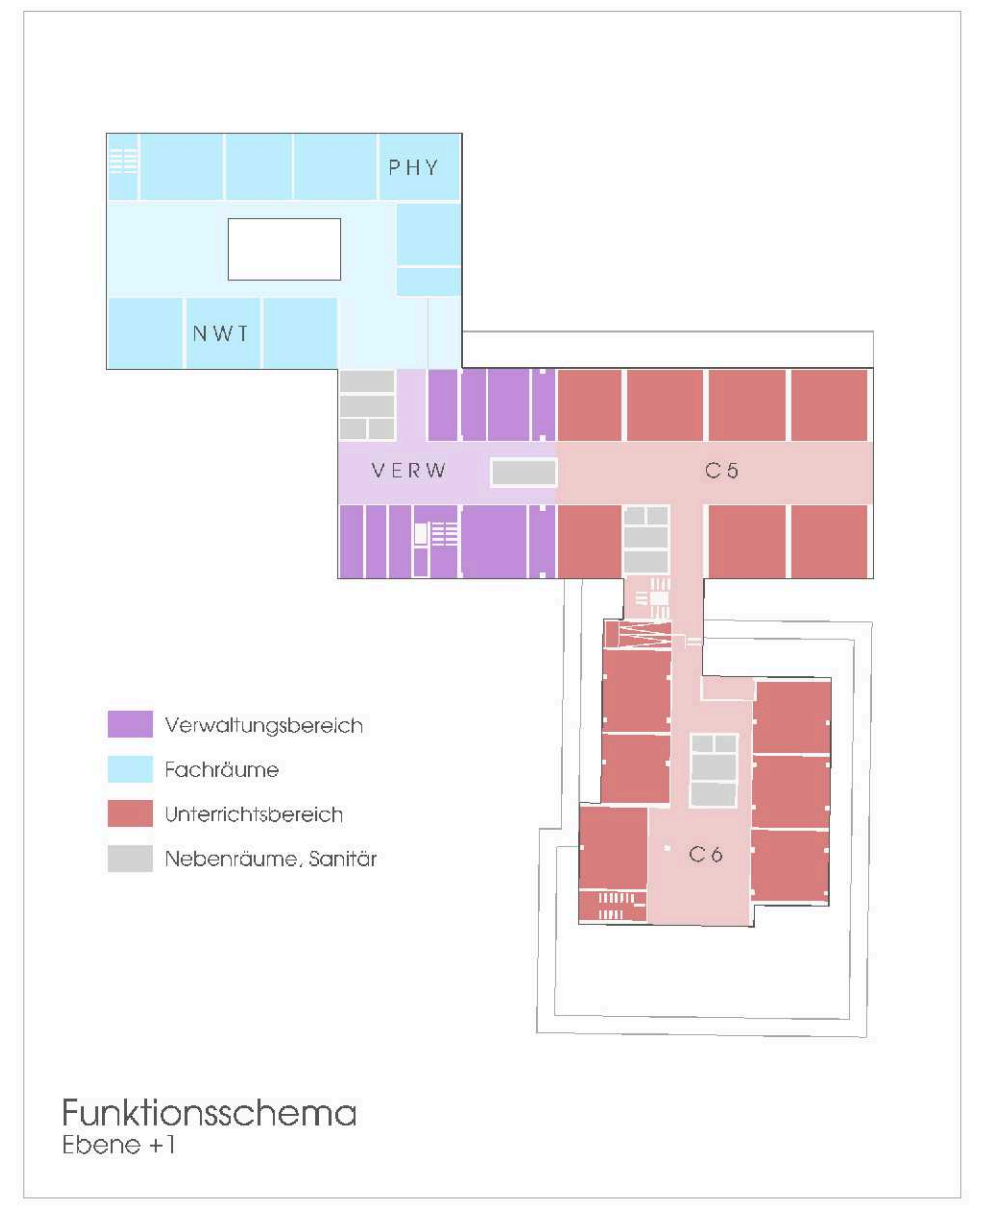 PHY
NWT
VERW
C5
Verwaltungsbereich
Fachräume
Unterrichtsbereich
Nebenräume, Sanitär
C6
Funktionsschema
Ebene +1